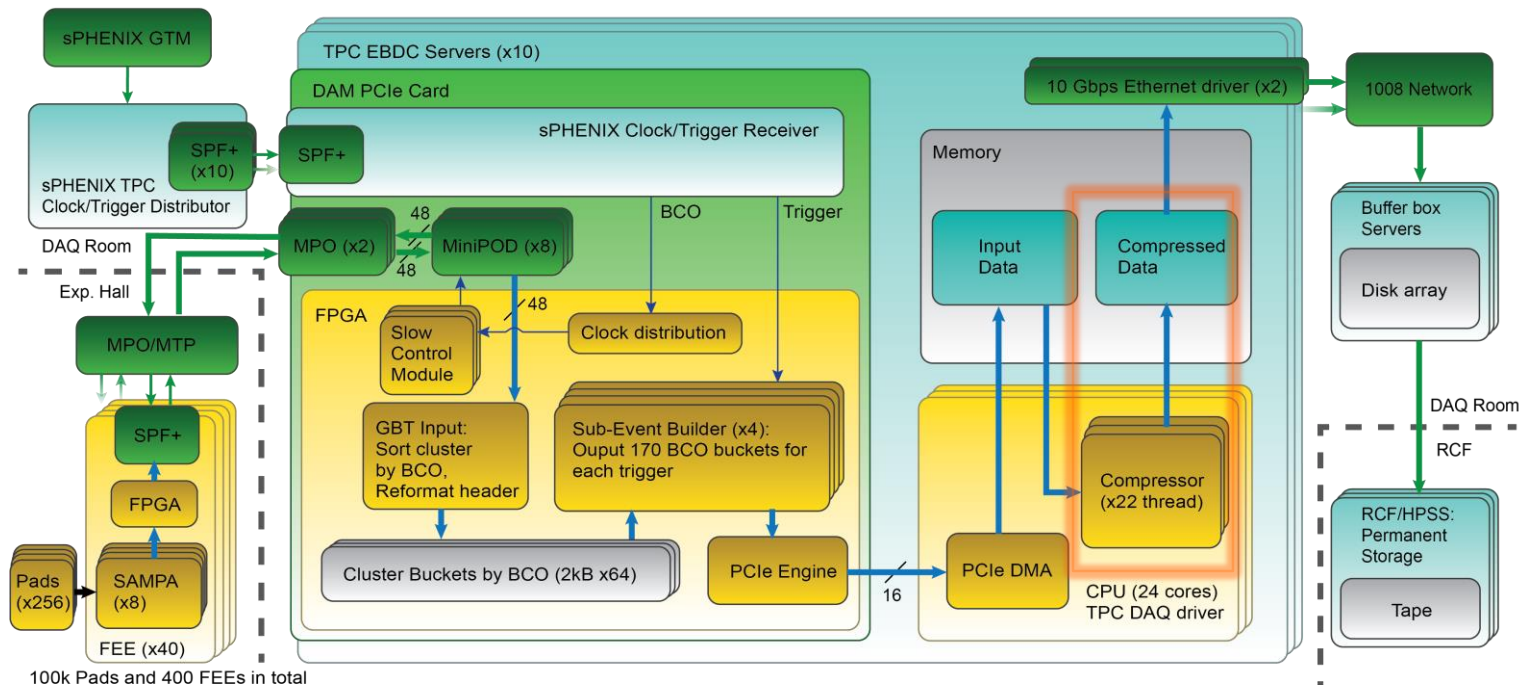 sPHENIX GTM
SPF+
(x10)
sPHENIX TPC
Clock/Trigger Distributor
DAQ Room
Exp. Hall
MPO/MTP
SPF+
FPGA
Pads
(x256)
SAMPA
(x8)
FEE (x40)
100k Pads and 400 FEEs in total
TPC EBDC Servers (x10)
DAM PCIe Card
sPHENIX Clock/Trigger Receiver
SPF+
BCO
Trigger
MPO (x2)
48
48
MiniPOD (x8)
48
FPGA
Slow
Control
Module
Clock distribution
GBT Input:
Sort cluster
by BCO,
Reformat header
Sub-Event Builder (x4):
Ouput 170 BCO buckets for
each trigger
Cluster Buckets by BCO (2kB x64)
PCIe Engine
16
10 Gbps Ethernet driver (x2)
Memory
Input
Data
Compressed
Data
Compressor
(x22 thread)
PCIe DMA
CPU (24 cores)
TPC DAQ driver
1008 Network
Buffer box
Servers
Disk array
DAQ Room
RCF
RCF/HPSS:
Permanent
Storage
Tape